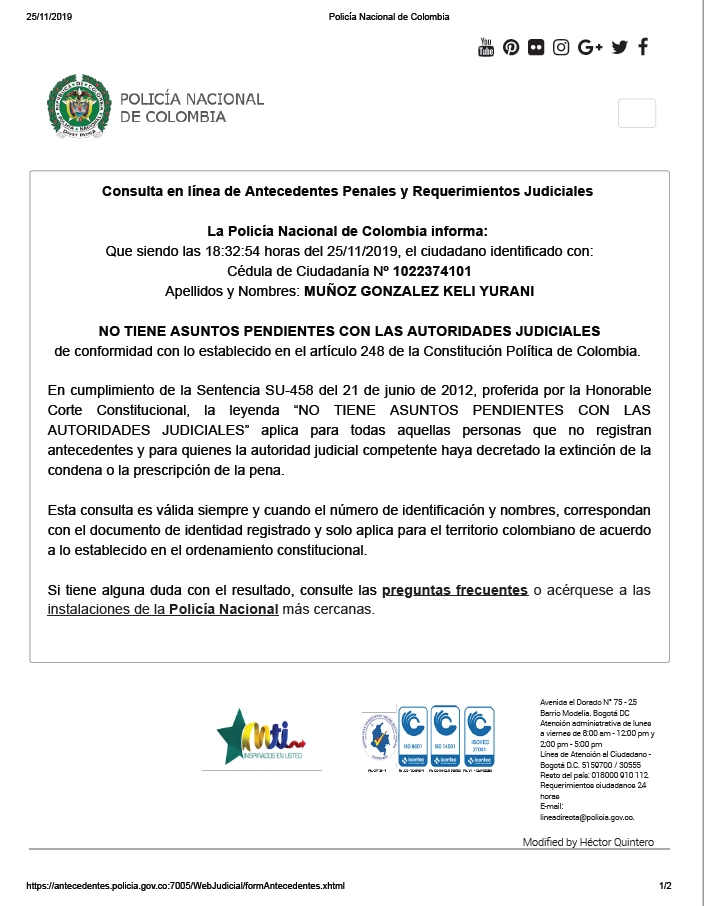 25/11/2019 Policía Nacional de Colombia
You
Tube
POLICÍA NACIONAL
DE COLOMBIA
Consulta en línea de Antecedentes Penales y Requerimientos Judiciales
La Policía Nacional de Colombia informa:
Que siendo las 18:32:54 horas del 25/11/2019, el ciudadano identificado con:
Cédula de Ciudadanía Nº 1022374101
Apellidos y Nombres: MUÑOZ GONZALEZ KELI YURANI
NO TIENE ASUNTOS PENDIENTES CON LAS AUTORIDADES JUDICIALES
de conformidad con lo establecido en el artículo 248 de la Constitución Política de Colombia.
En cumplimiento de la Sentencia SU-458 del 21 de junio de 2012, proferida por la Honorable
Corte Constitucional, la leyenda “NO TIENE ASUNTOS PENDIENTES CON LAS
AUTORIDADES JUDICIALES” aplica para todas aquellas personas que no registran
antecedentes y para quienes la autoridad judicial competente haya decretado la extinción de la
condena o la prescripción de la pena.
Esta consulta es válida siempre y cuando el número de identificación y nombres, correspondan
con el documento de identidad registrado y solo aplica para el territorio colombiano de acuerdo
a lo establecido en el ordenamiento constitucional.
Si tiene alguna duda con el resultado, consulte las preguntas frecuentes o acérquese a las
instalaciones de la Policía Nacional más cercanas.
INSPIRADOS EN USTED
ISO 9001 ISO 14001 ISO/IEC
27001
icontec icontec icontec
Avenida el Dorado N° 75 - 25
Barrio Modelia, Bogotá DC
Atención administrativa de lunes
a viernes de 8:00 am - 12:00 pm y
2:00 pm - 5:00 pm
Línea de Atención al Ciudadano -
Bogotá D.C. 5159700 / 30555
Resto del país: 018000 910 112
Requerimientos ciudadanos 24
horas
E-mail:
lineadirecta@policia.gov.co.
Modified by Héctor Quintero
https://antecedentes.policia.gov.co:7005/WebJudicial/formAntecedentes.xhtml 1/2